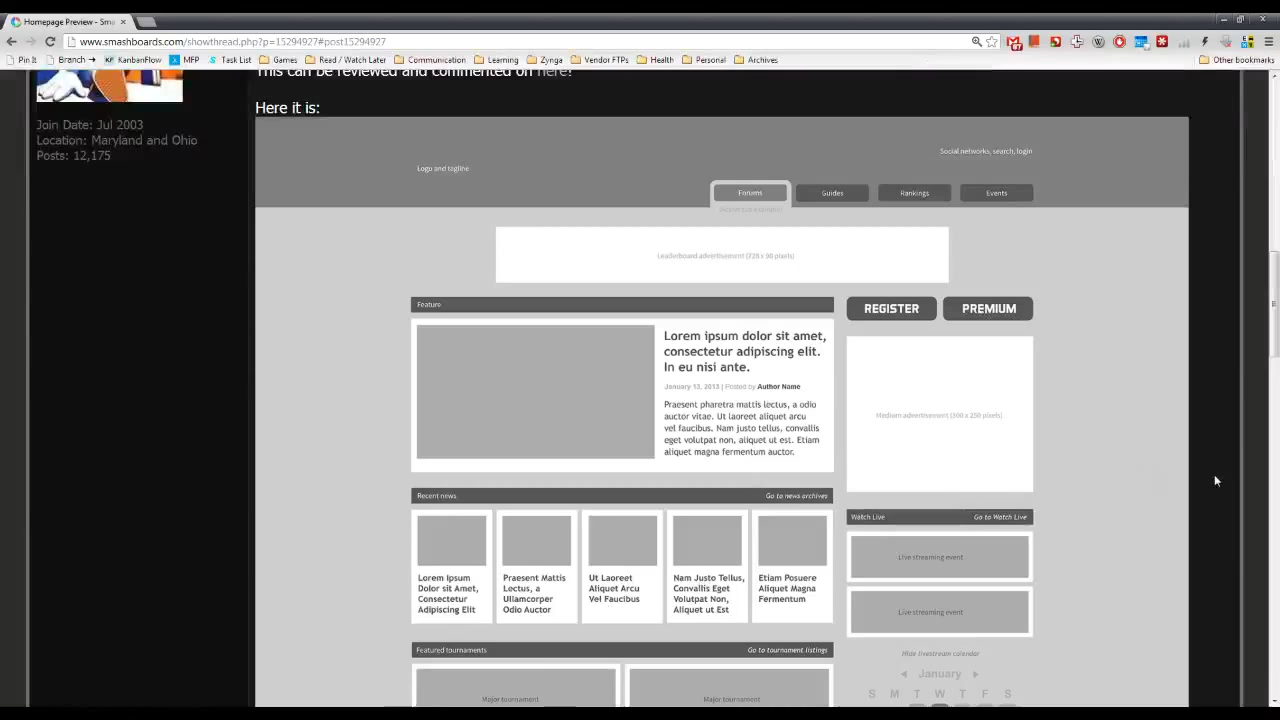 Homepage Preview - Smas
www.smashboards.com/showthread.php?p=15294927#post15294927
Pin It
Branch →
KanbanFlow
MFP
Task List
Games
Read / Watch Later
Communication
Learning
Zynga
Vendor FTPs
Health
Personal
Archives
Other bookmarks
This can be reviewed and commented on here!
Here it is:
Join Date: Jul 2003
Location: Maryland and Ohio
Posts: 12,175
Social networks, search, login
Logo and tagline
Forums
Guides
Rankings
Events
Leaderboard advertisement (728 x 90 pixels)
Feature
REGISTER
PREMIUM
Lorem ipsum dolor sit amet,
consectetur adipiscing elit.
In eu nisi ante.
January 13, 2013 | Posted by Author Name
Praesent pharetra mattis lectus, a odio
auctor vitae. Ut laoreet aliquet arcu
vel faucibus. Nam justo tellus, convallis
eget volutpat non, aliquet ut est. Etiam
aliquet magna fermentum auctor.
Medium advertisement (300 x 250 pixels)
Recent news
Go to news archives
Lorem Ipsum
Dolor sit Amet,
Consectetur
Adipiscing Elit
Praesent Mattis
Lectus, a
Ullamcorper
Odio Auctor
Ut Laoreet
Aliquet Arcu
Vel Faucibus
Nam Justo Tellus,
Convallis Eget
Volutpat Non,
Aliquet ut Est
Etiam Posuere
Aliquet Magna
Fermentum
Watch Live
Go to Watch Live
Live streaming event
Live streaming event
Hide livestream calendar
January
S M T W T F S
Featured tournaments
Go to tournament listings
Major tournament
Major tournament